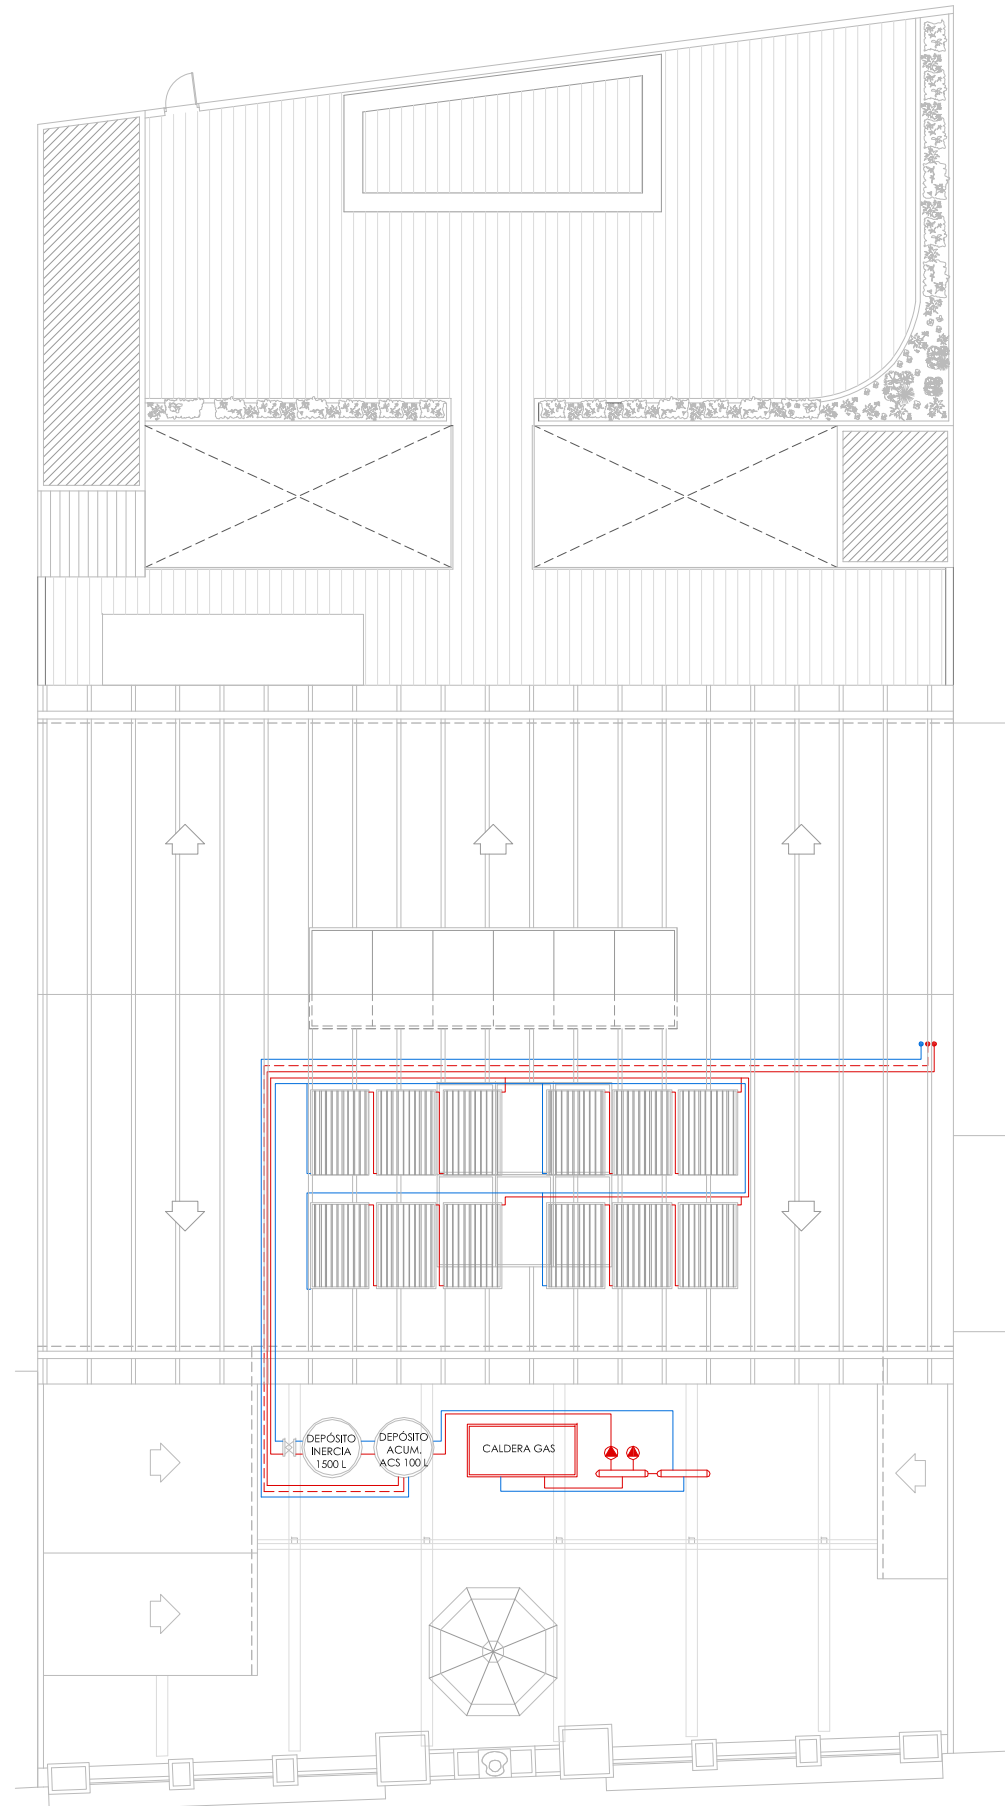 DEPÓSITO
INERCIA
1500 L
DEPÓSITO
ACUM.
ACS 100 L
CALDERA GAS